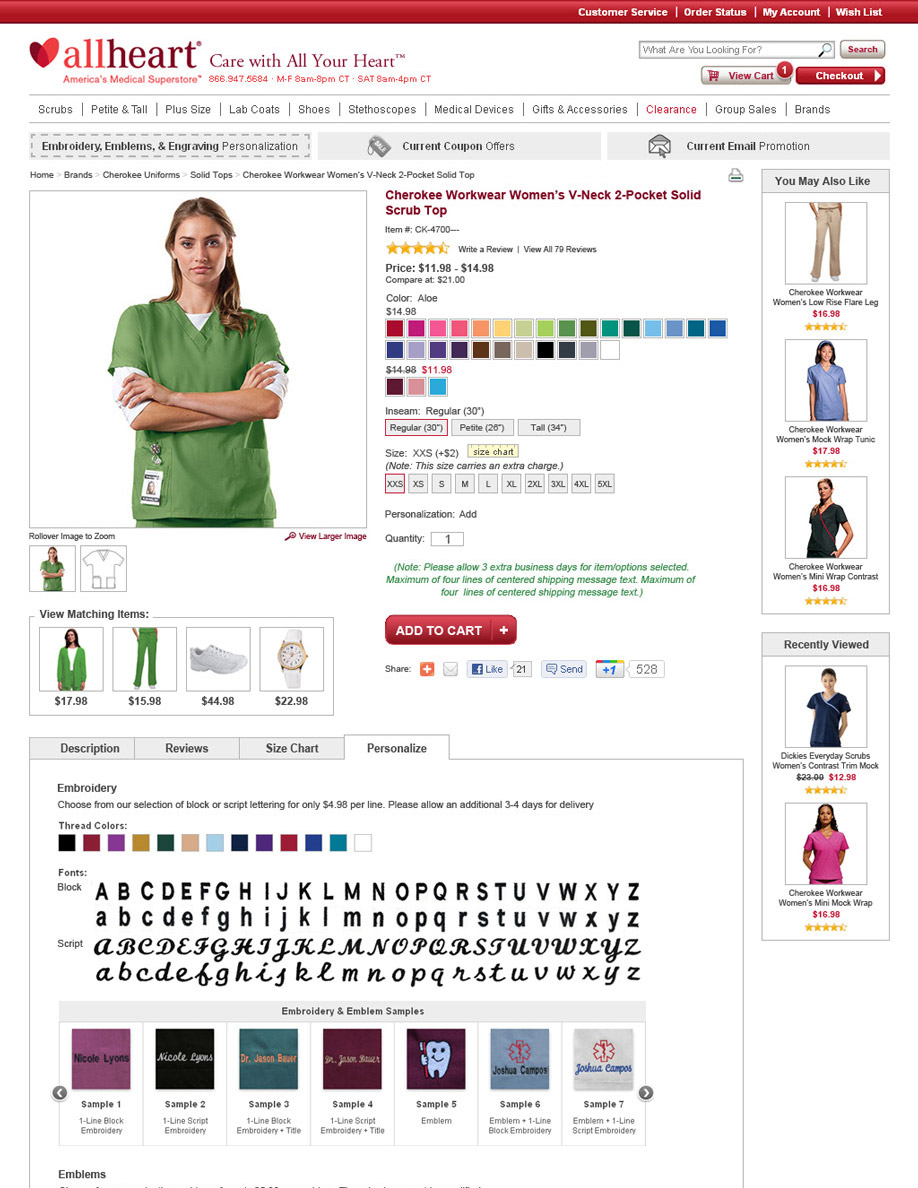 Customer Service | Order Status | My Account | Wish List
allheart® Care with All Your Heart™
America's Medical Superstore™ 866.947.5684 · M-F 8am-8pm CT · SAT 8am-4pm CT
What Are You Looking For? Search
View Cart 1 Checkout
Scrubs | Petite & Tall | Plus Size | Lab Coats | Shoes | Stethoscopes | Medical Devices | Gifts & Accessories | Clearance | Group Sales | Brands
Embroidery, Emblems, & Engraving Personalization
SALE Current Coupon Offers
Current Email Promotion
Home > Brands > Cherokee Uniforms > Solid Tops > Cherokee Workwear Women's V-Neck 2-Pocket Solid Top
Cherokee Workwear Women's V-Neck 2-Pocket Solid
Scrub Top
Item #: CK-4700---
Write a Review | View All 79 Reviews
Price: $11.98 - $14.98
Compare at: $21.00
Color: Aloe
$14.98
$14.98 $11.98
Inseam: Regular (30")
Regular (30") Petite (26") Tall (34")
Size: XXS (+$2) size chart
(Note: This size carries an extra charge.)
XXS XS S M L XL 2XL 3XL 4XL 5XL
Personalization: Add
Quantity: 1
(Note: Please allow 3 extra business days for item/options selected.
Maximum of four lines of centered shipping message text. Maximum of
four lines of centered shipping message text.)
ADD TO CART +
Share: Like 21 Send +1 528
Rollover Image to Zoom
View Larger Image
View Matching Items:
$17.98 $15.98 $44.98 $22.98
You May Also Like
Cherokee Workwear
Women's Low Rise Flare Leg
$16.98
Cherokee Workwear
Women's Mock Wrap Tunic
$17.98
Cherokee Workwear
Women's Mini Wrap Contrast
$16.98
Recently Viewed
Dickies Everyday Scrubs
Women's Contrast Trim Mock
$23.00 $12.98
Cherokee Workwear
Women's Mini Mock Wrap
$16.98
Description Reviews Size Chart Personalize
Embroidery
Choose from our selection of block or script lettering for only $4.98 per line. Please allow an additional 3-4 days for delivery
Thread Colors:
Fonts:
Block A B C D E F G H I J K L M N O P Q R S T U V W X Y Z
a b c d e f g h i j k l m n o p q r s t u v w x y z
Script A B C D E F G H I J K L M N O P Q R S T U V W X Y Z
a b c d e f g h i j k l m n o p q r s t u v w x y z
Embroidery & Emblem Samples
Nicole Lyons Nicole Lyons Dr. Jason Bauer Dr. Jason Bauer Joshua Campos Joshua Campos
Sample 1 Sample 2 Sample 3 Sample 4 Sample 5 Sample 6 Sample 7
1-Line Block 1-Line Script 1-Line Block 1-Line Script Emblem Emblem + 1-Line Emblem + 1-Line
Embroidery Embroidery Embroidery + Title Embroidery + Title Block Embroidery Script Embroidery
Emblems